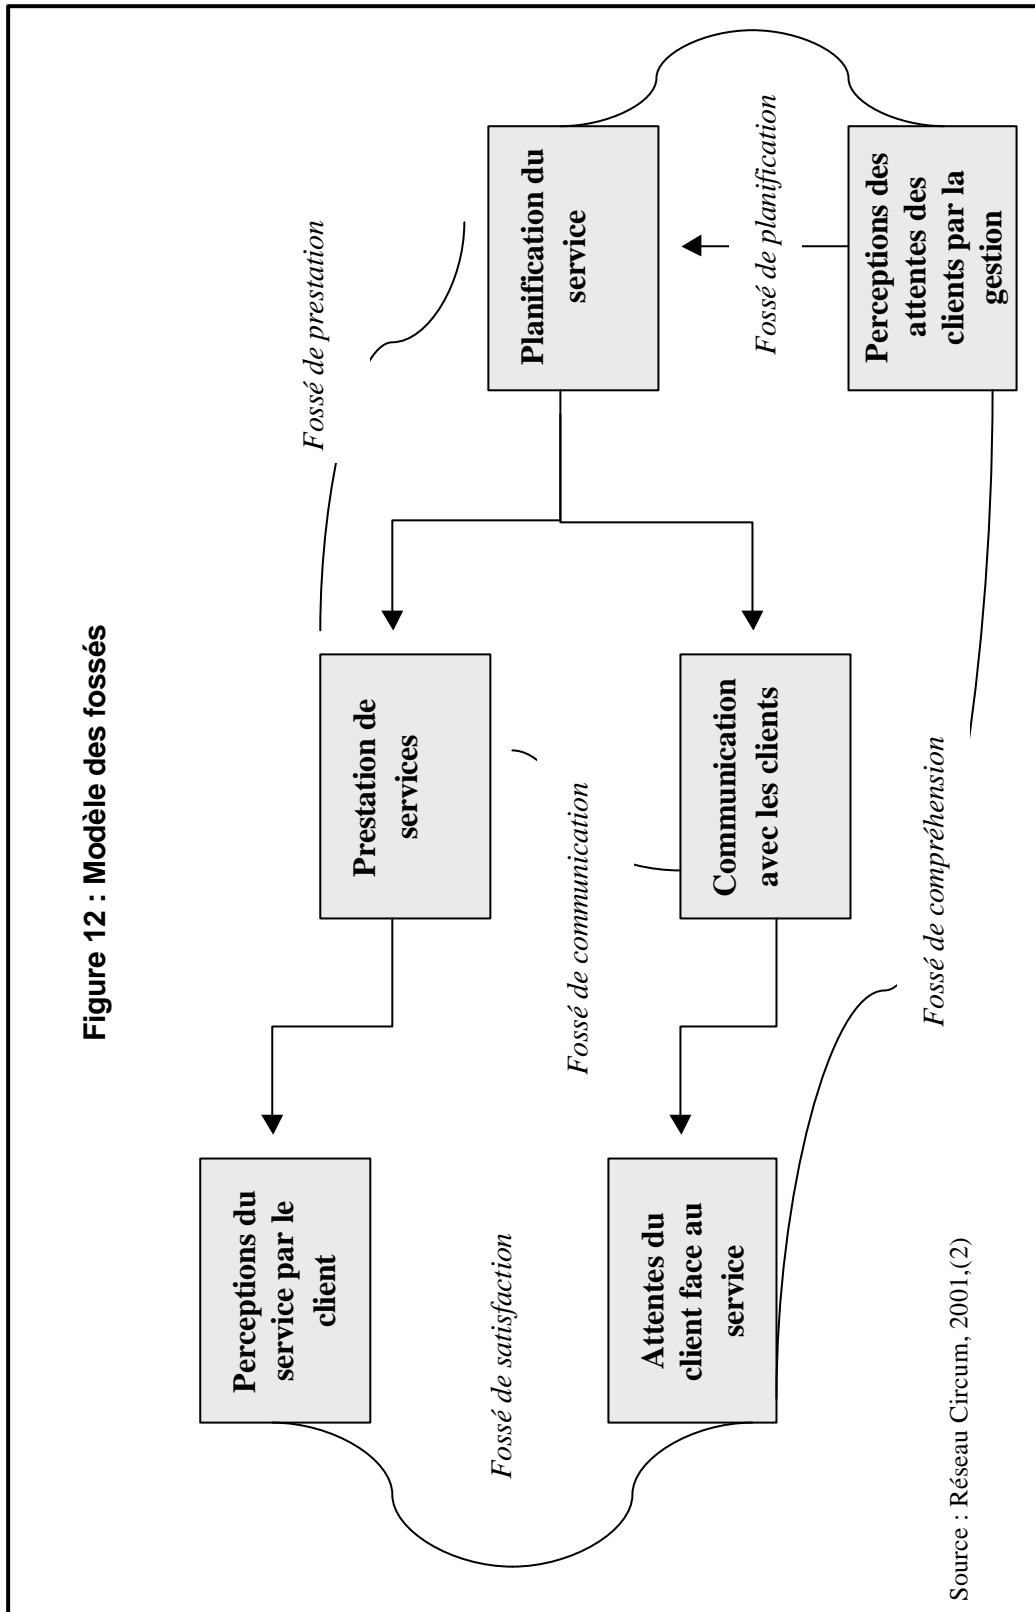 Figure 12 : Modèle des fossés
Perceptions du
service par le
client
Prestation de
services
Fossé de prestation
Planification du
service
Fossé de satisfaction
Fossé de communication
Fossé de planification
Attentes du
client face au
service
Communication
avec les clients
Perceptions des
attentes des
clients par la
gestion
Fossé de compréhension
Source : Réseau Circum, 2001,(2)